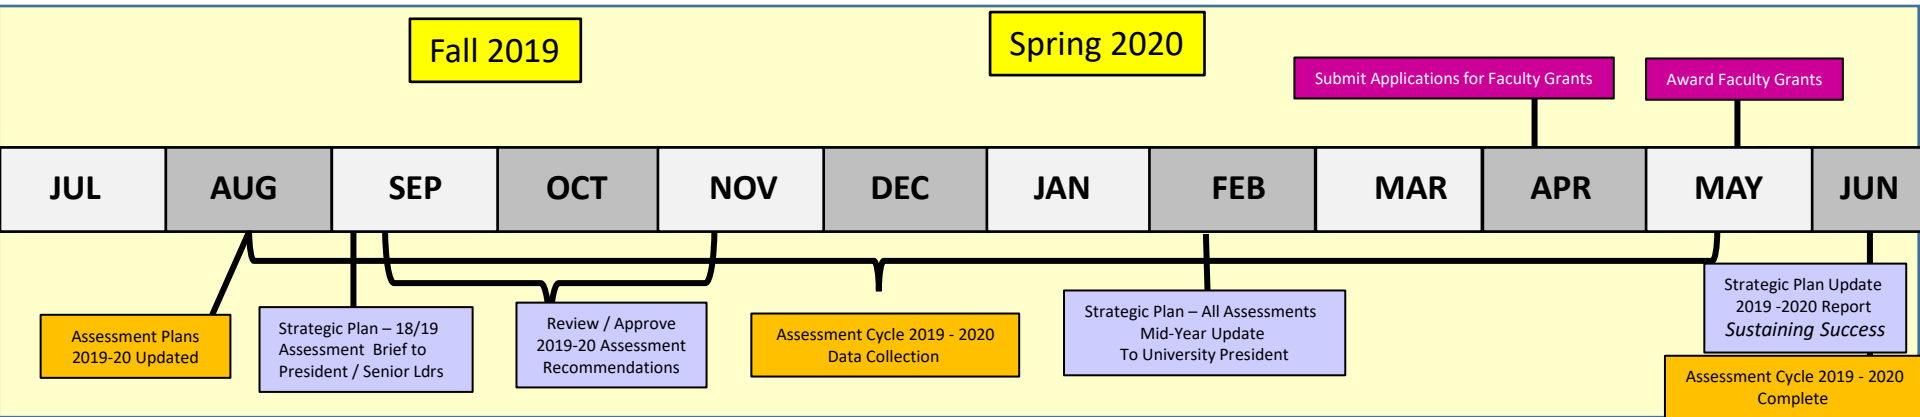 Fall 2019
Spring 2020
Submit Applications for Faculty Grants
Award Faculty Grants
JUL
AUG
SEP
OCT
NOV
DEC
JAN
FEB
MAR
APR
MAY
JUN
Assessment Plans
2019-20 Updated
Strategic Plan – 18/19
Assessment Brief to
President / Senior Ldrs
Review / Approve
2019-20 Assessment
Recommendations
Assessment Cycle 2019 - 2020
Data Collection
Strategic Plan – All Assessments
Mid-Year Update
To University President
Strategic Plan Update
2019 -2020 Report
Sustaining Success
Assessment Cycle 2019 - 2020
Complete